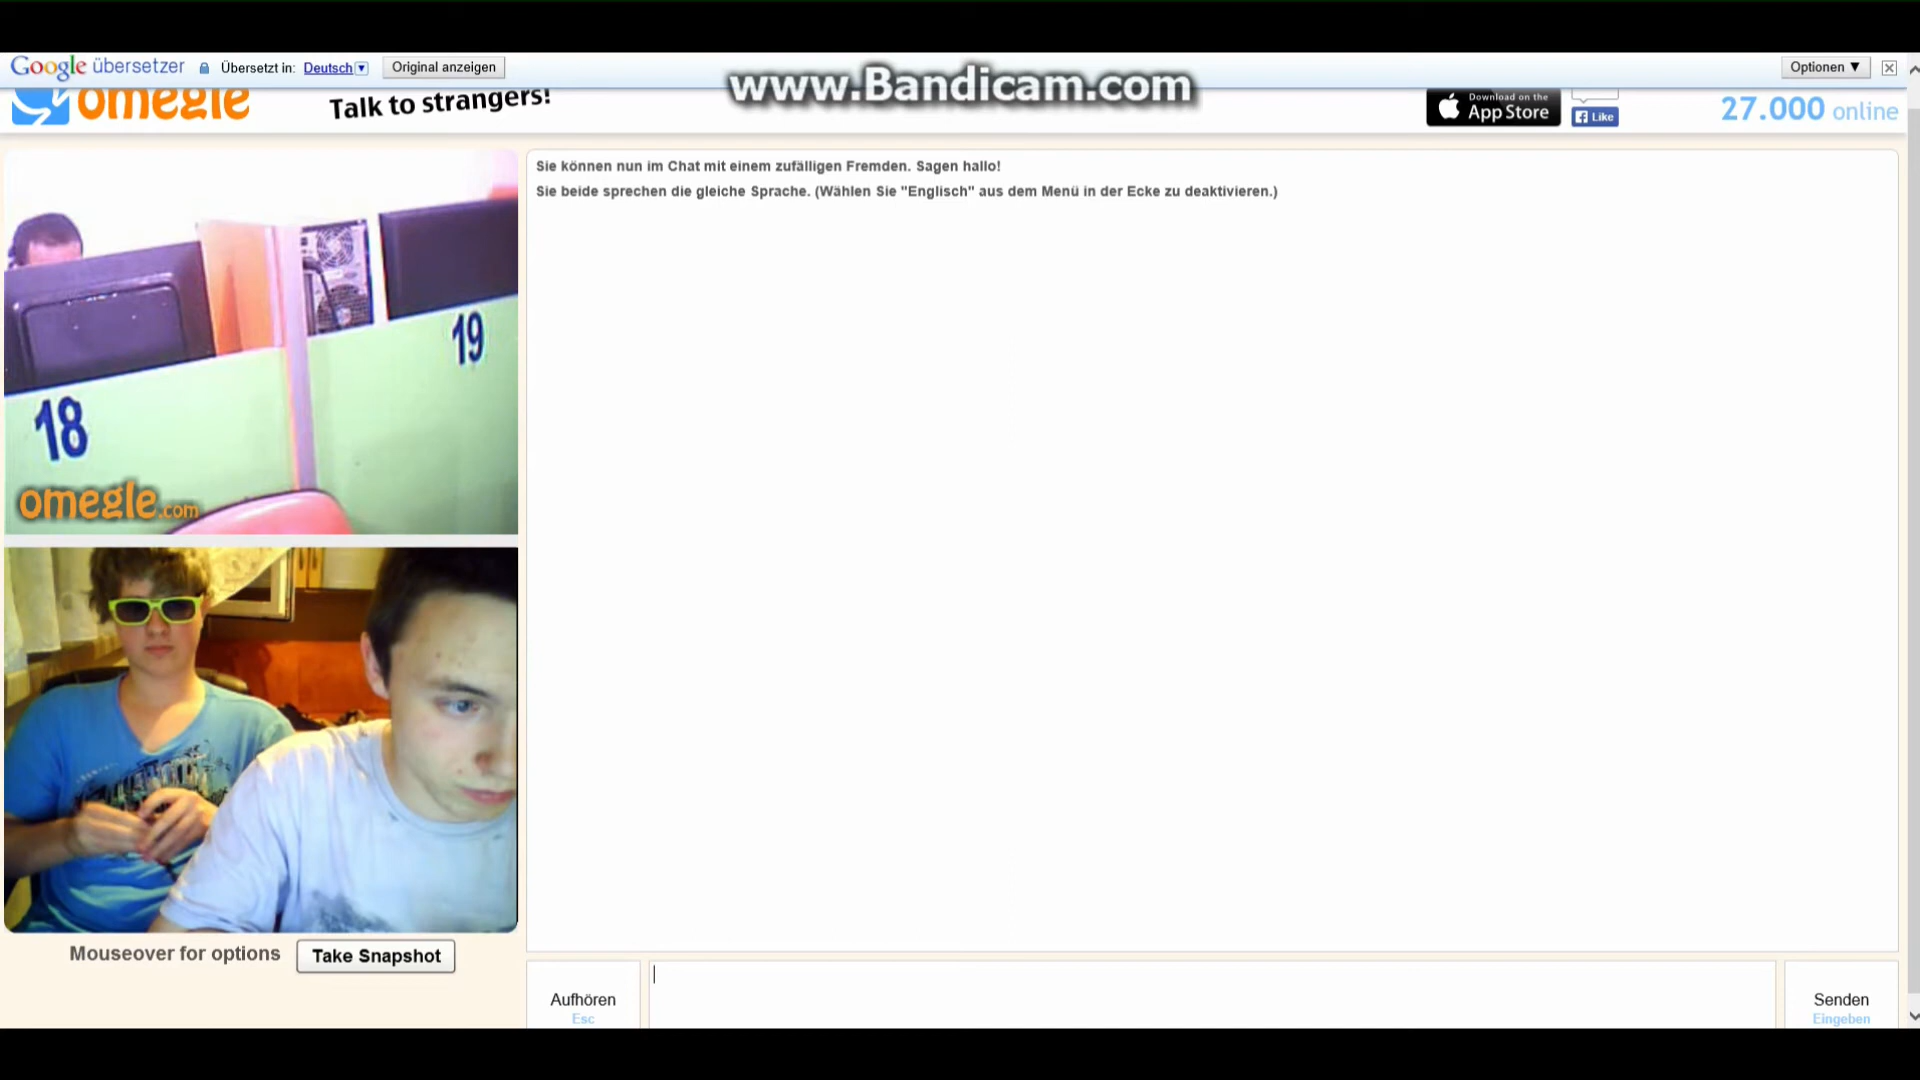 www.Bandicam.com
Google übersetzer Übersetzt in: Deutsch Original anzeigen Optionen ▼
omegle Talk to strangers!
Download on the
App Store
Like
27.000 online
Sie können nun im Chat mit einem zufälligen Fremden. Sagen hallo!
Sie beide sprechen die gleiche Sprache. (Wählen Sie "Englisch" aus dem Menü in der Ecke zu deaktivieren.)
19
18
omegle.com
Mouseover for options Take Snapshot
Aufhören
Esc
Senden
Eingeben